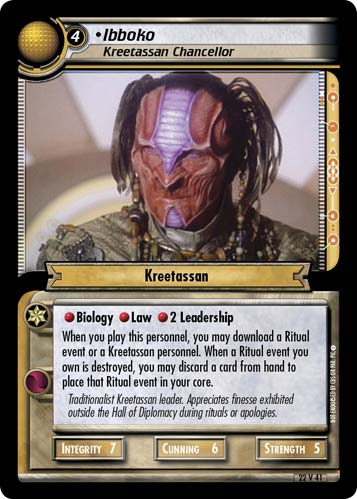 4
•Ibboko
Kreetassan Chancellor
Kreetassan
Biology Law 2 Leadership
When you play this personnel, you may download a Ritual
event or a Kreetassan personnel. When a Ritual event you
own is destroyed, you may discard a card from hand to
place that Ritual event in your core.
Traditionalist Kreetassan leader. Appreciates finesse exhibited
outside the Hall of Diplomacy during rituals or apologies.
INTEGRITY 7 CUNNING 6 STRENGTH 5
22 V 41